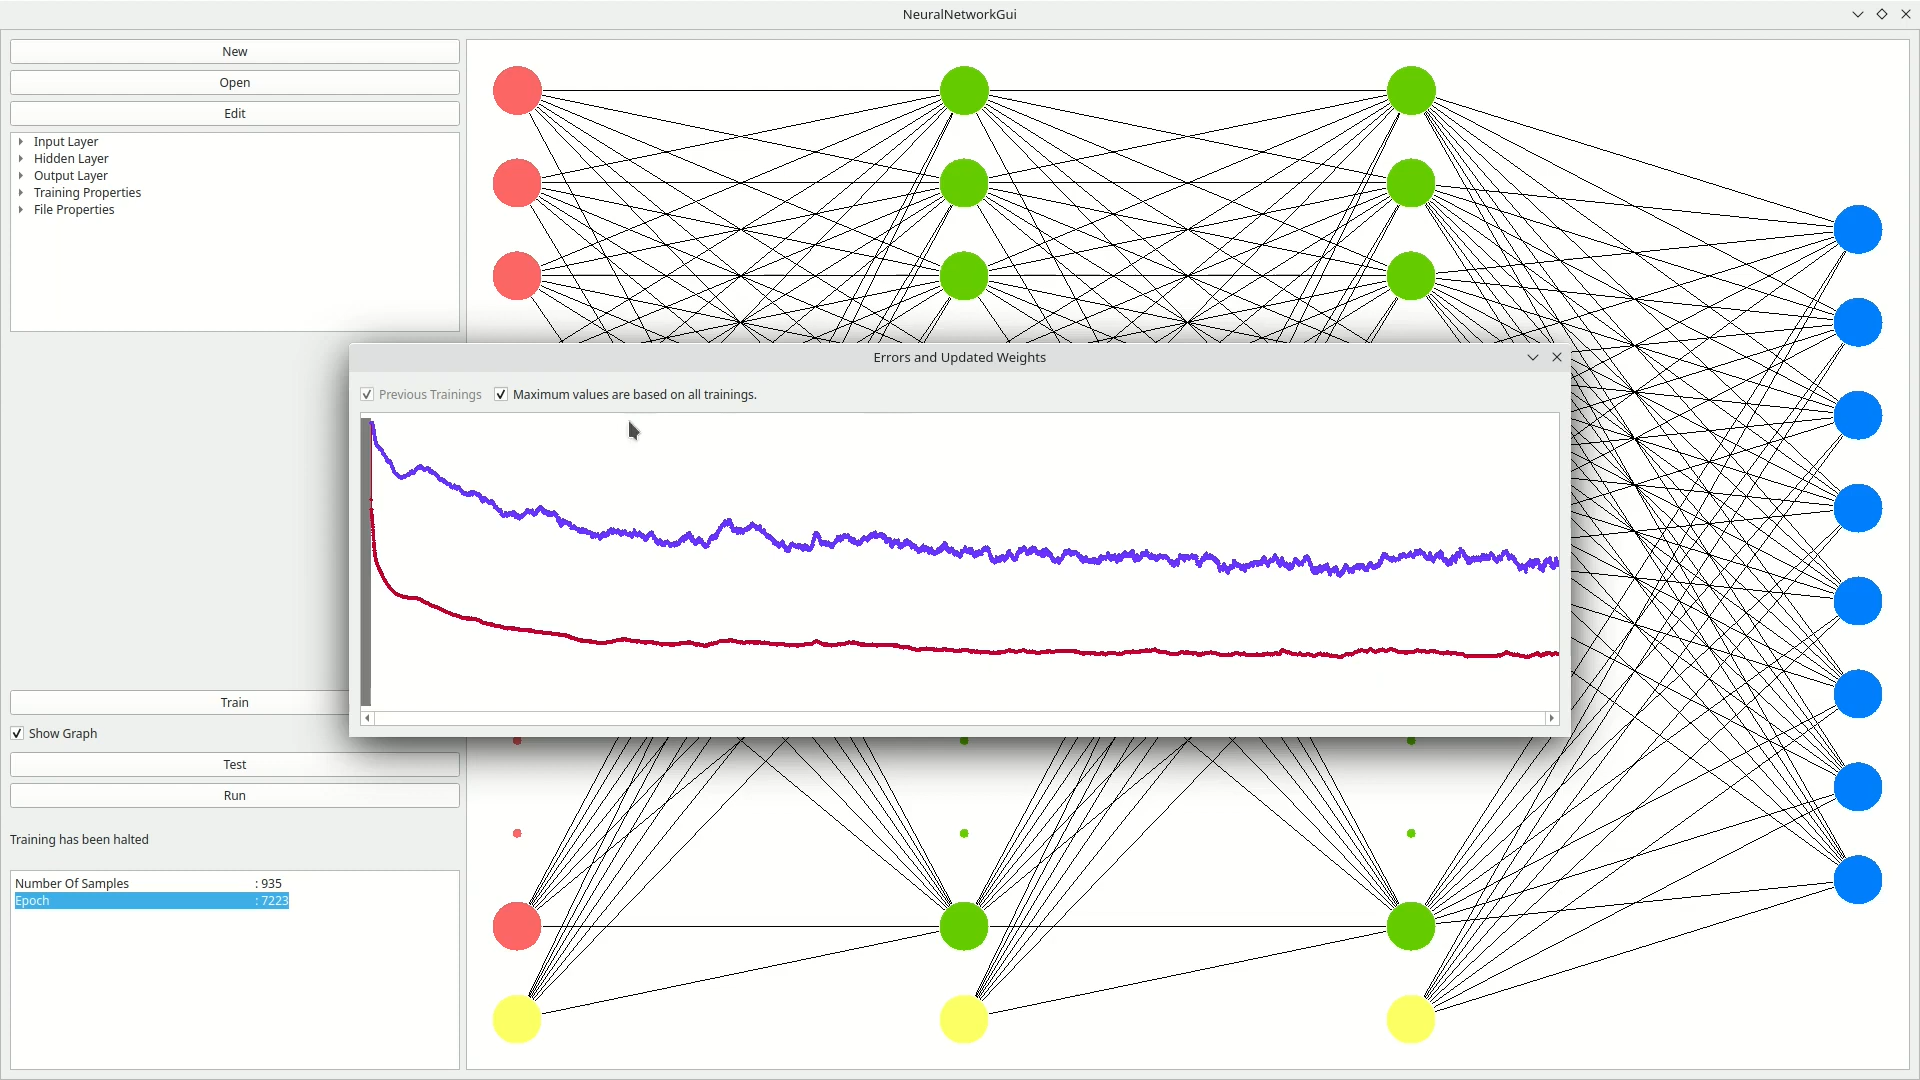 NeuralNetworkGui
New
Open
Edit
Input Layer
Hidden Layer
Output Layer
Training Properties
File Properties
Errors and Updated Weights
Previous Trainings Maximum values are based on all trainings.
Train
Show Graph
Test
Run
Training has been halted
Number Of Samples : 935
Epoch : 7223